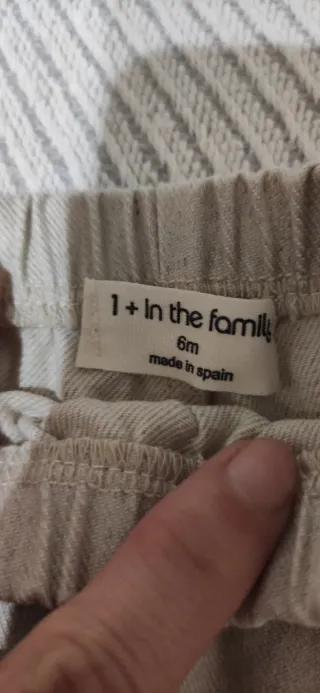 1 + in the family
6m
made in spain